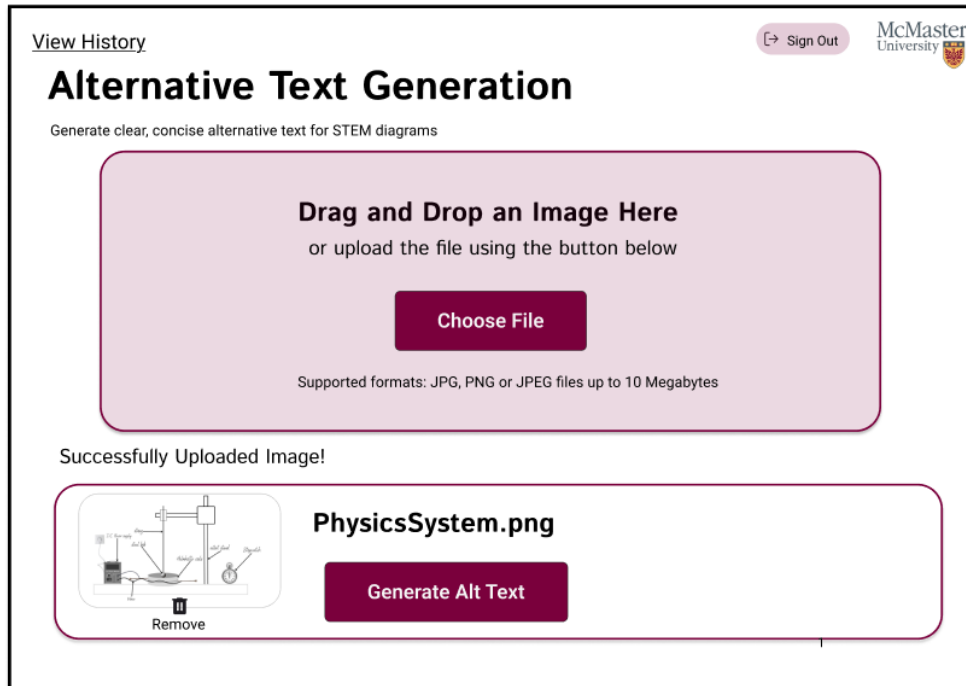 View History
Sign Out
McMaster
University
Alternative Text Generation
Generate clear, concise alternative text for STEM diagrams
Drag and Drop an Image Here
or upload the file using the button below
Choose File
Supported formats: JPG, PNG or JPEG files up to 10 Megabytes
Successfully Uploaded Image!
PhysicsSystem.png
Generate Alt Text
Remove